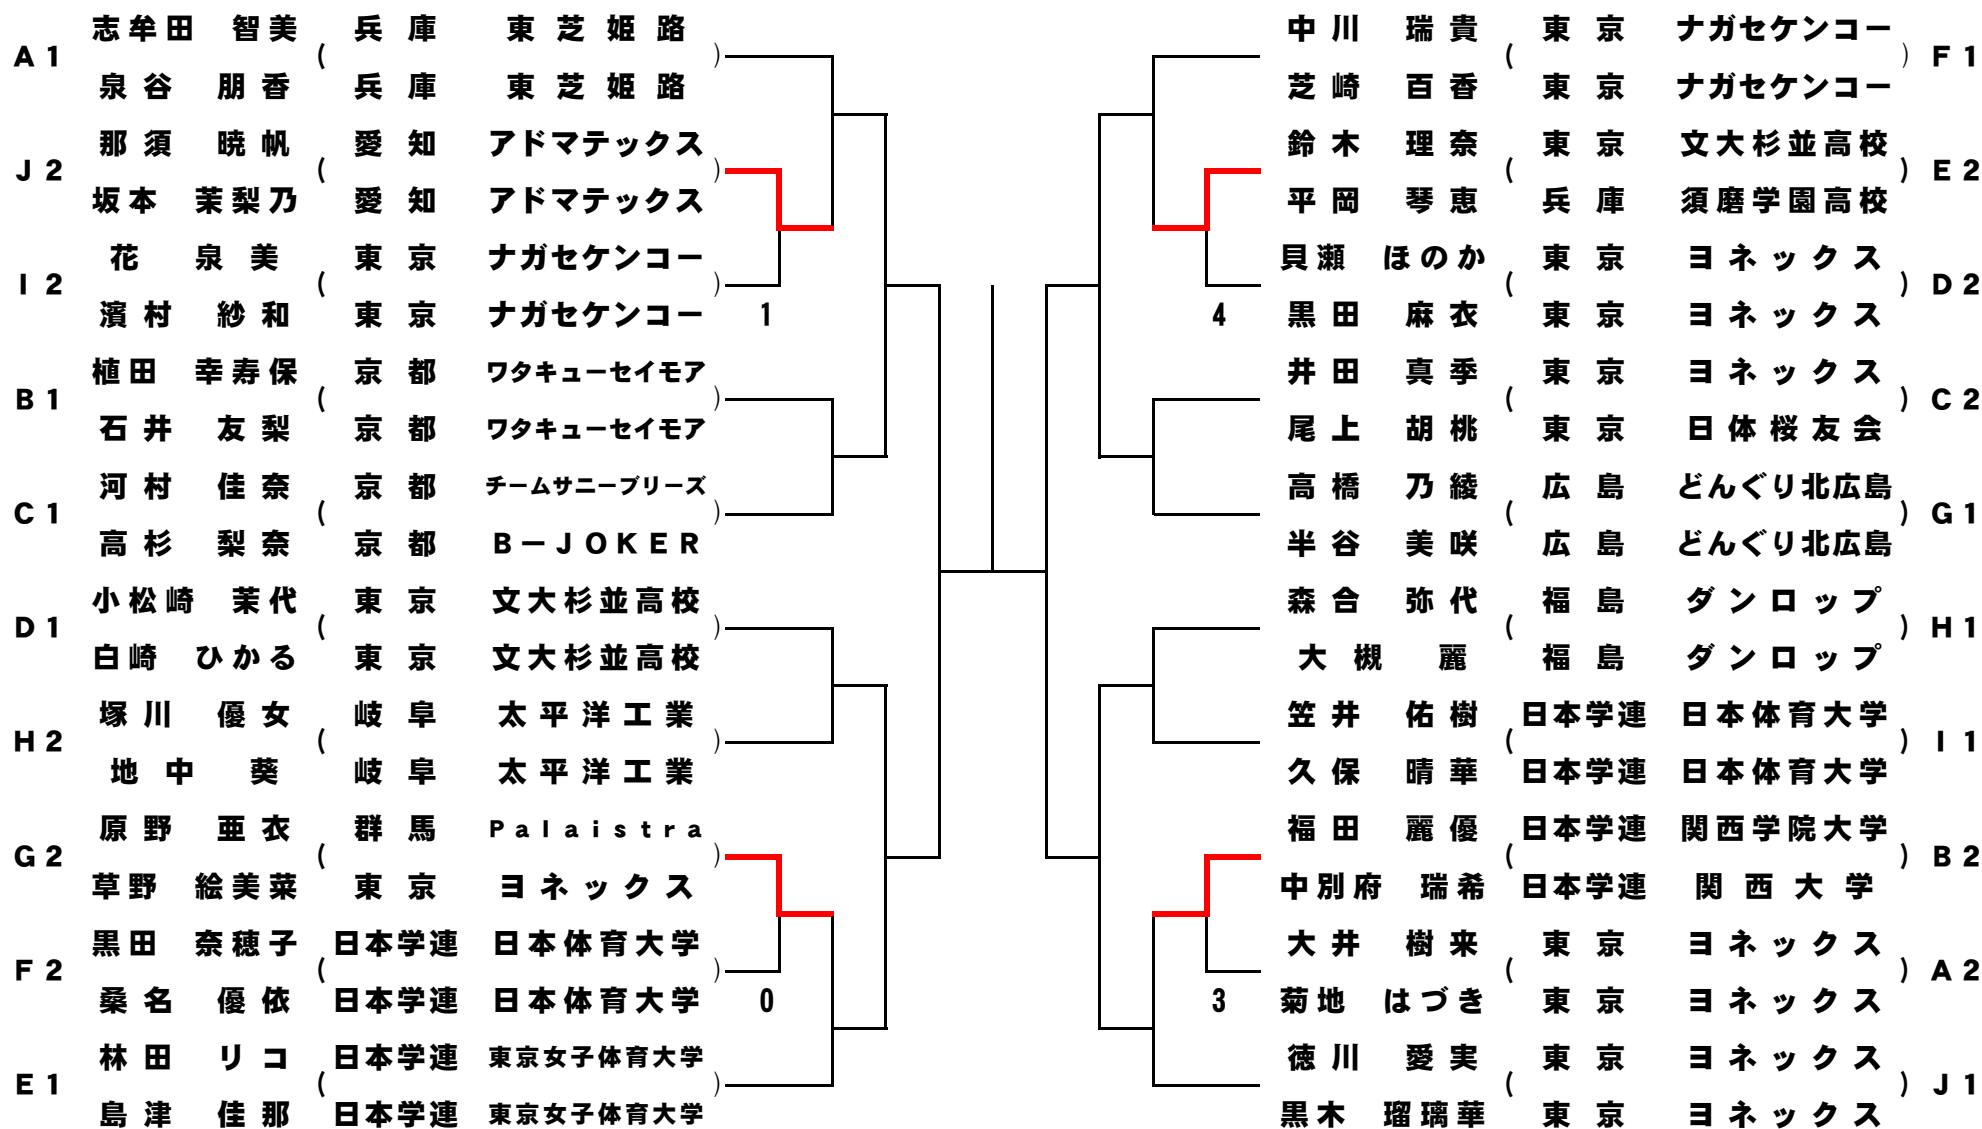 志牟田 智美 兵庫 東芝姫路
A1 ( )
泉谷 朋香 兵庫 東芝姫路
那須 暁帆 愛知 アドマテックス
J2 ( )
坂本 茉梨乃 愛知 アドマテックス
花 泉美 東京 ナガセケンコー
I2 ( )
濱村 紗和 東京 ナガセケンコー
1
植田 幸寿保 京都 ワタキューセイモア
B1 ( )
石井 友梨 京都 ワタキューセイモア
河村 佳奈 京都 チームサニーブリーズ
C1 ( )
高杉 梨奈 京都 B－JOKER
小松崎 茉代 東京 文大杉並高校
D1 ( )
白崎 ひかる 東京 文大杉並高校
塚川 優女 岐阜 太平洋工業
H2 ( )
地中 葵 岐阜 太平洋工業
原野 亜衣 群馬 Palaistra
G2 ( )
草野 絵美菜 東京 ヨネックス
黒田 奈穂子 日本学連 日本体育大学
F2 ( )
桑名 優依 日本学連 日本体育大学
0
林田 リコ 日本学連 東京女子体育大学
E1 ( )
島津 佳那 日本学連 東京女子体育大学
中川 瑞貴 東京 ナガセケンコー
( ) F1
芝崎 百香 東京 ナガセケンコー
鈴木 理奈 東京 文大杉並高校
( ) E2
平岡 琴恵 兵庫 須磨学園高校
貝瀬 ほのか 東京 ヨネックス
( ) D2
4
黒田 麻衣 東京 ヨネックス
井田 真季 東京 ヨネックス
( ) C2
尾上 胡桃 東京 日体桜友会
高橋 乃綾 広島 どんぐり北広島
( ) G1
半谷 美咲 広島 どんぐり北広島
森合 弥代 福島 ダンロップ
( ) H1
大槻 麗 福島 ダンロップ
笠井 佑樹 日本学連 日本体育大学
( ) I1
久保 晴華 日本学連 日本体育大学
福田 麗優 日本学連 関西学院大学
( ) B2
中別府 瑞希 日本学連 関西大学
大井 樹来 東京 ヨネックス
( ) A2
3
菊地 はづき 東京 ヨネックス
徳川 愛実 東京 ヨネックス
( ) J1
黒木 瑠璃華 東京 ヨネックス